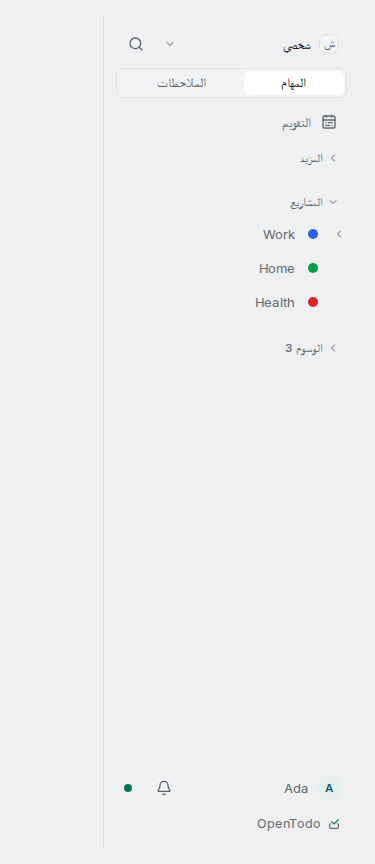 ش شخصي
المهام الملاحظات
التقويم
المزيد
المشاريع
Work
Home
Health
الوسوم 3
A Ada
OpenTodo